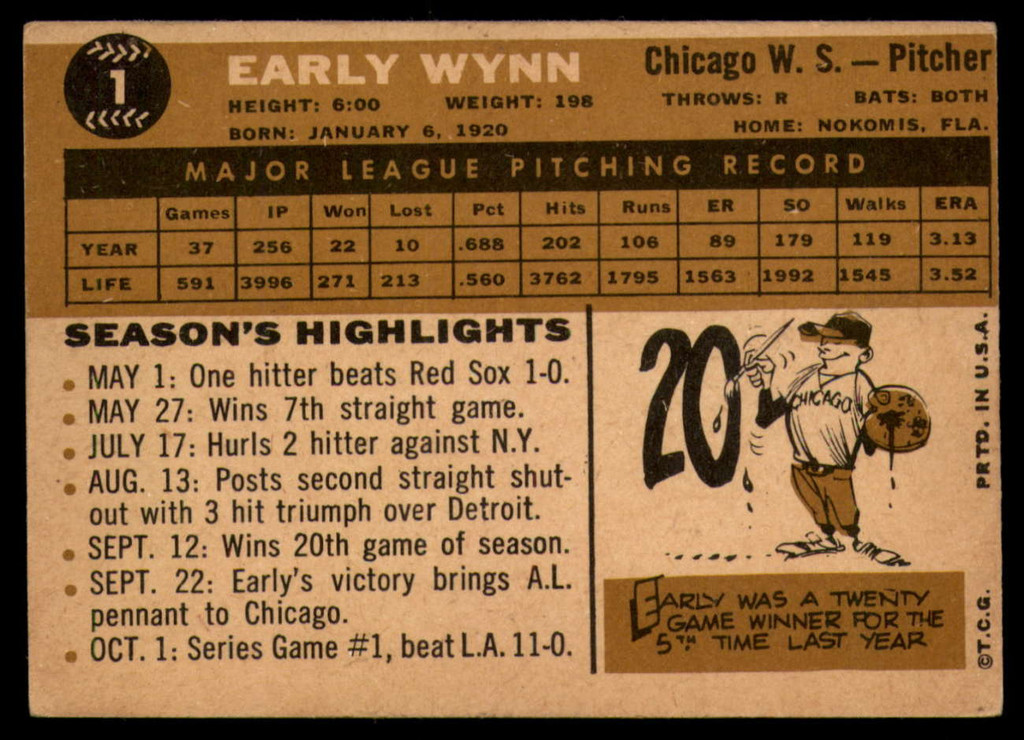 1
EARLY WYNN
Chicago W. S. — Pitcher
HEIGHT: 6:00 WEIGHT: 198 THROWS: R BATS: BOTH
BORN: JANUARY 6, 1920 HOME: NOKOMIS, FLA.
MAJOR LEAGUE PITCHING RECORD
Games IP Won Lost Pct Hits Runs ER SO Walks ERA
YEAR 37 256 22 10 .688 202 106 89 179 119 3.13
LIFE 591 3996 271 213 .560 3762 1795 1563 1992 1545 3.52
SEASON'S HIGHLIGHTS
• MAY 1: One hitter beats Red Sox 1-0.
• MAY 27: Wins 7th straight game.
• JULY 17: Hurls 2 hitter against N.Y.
• AUG. 13: Posts second straight shut-
out with 3 hit triumph over Detroit.
• SEPT. 12: Wins 20th game of season.
• SEPT. 22: Early's victory brings A.L.
pennant to Chicago.
• OCT. 1: Series Game #1, beat L.A. 11-0.
20
CHICAGO
EARLY WAS A TWENTY
GAME WINNER FOR THE
5TH TIME LAST YEAR
PRTD. IN U.S.A.
©T.C.G.